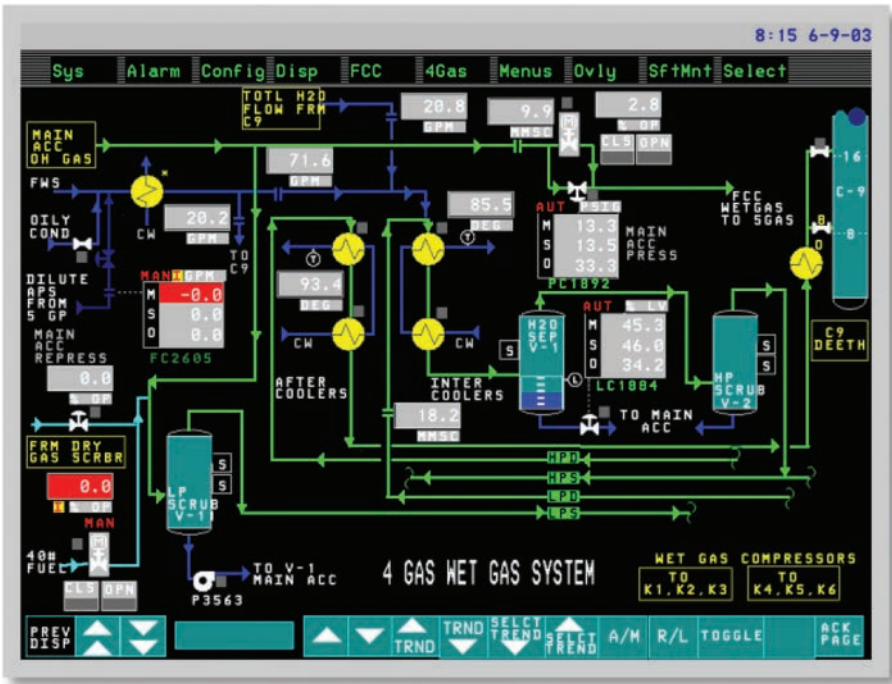 8:15 6-9-03
Sys Alarm Config Disp FCC 4Gas Menus Ovly SftMnt Select
TOTL H2O
FLOW FRM
C9
20.8
GPM
9.9
MMSC
M
2.8
% OP
CLS OPN
MAIN
ACC
OH GAS
71.6
GPM
16
C-9
8
FWS
OILY
COND
CW
20.2
GPM
TO
C9
85.5
DEG
T
AUT PSIG
M 13.3
S 13.5
O 33.3
MAIN
ACC
PRESS
PC1892
FCC
WETGAS
TO 5GAS
8
0
T
93.4
DEG
DILUTE
APS
FROM
5 GP
MAN I GPM
M -0.0
S 0.0
O 0.0
FC2605
MAIN
ACC
REPRESS
0.0
% OP
CW
CW
AFTER
COOLERS
INTER
COOLERS
18.2
MMSC
H2O
SEP
V-1
S
L
AUT % LV
M 45.3
S 46.0
O 34.2
LC1884
TO MAIN
ACC
HP
SCRUB
V-2
S
S
C9
DEETH
FRM DRY
GAS SCRBR
0.0
I % OP
MAN
M
40#
FUEL
CLS OPN
LP
SCRUB
V-1
S
S
HPD
HPS
LPD
LPS
TO V-1
MAIN ACC
P3563
4 GAS WET GAS SYSTEM
WET GAS COMPRESSORS
TO
K1,K2,K3
TO
K4,K5,K6
PREV
DISP
TRND
TRND
SELCT
TREND
SELCT
TREND
A/M
R/L
TOGGLE
ACK
PAGE